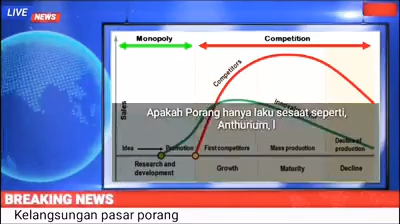 LIVE NEWS
Monopoly
Competition
Competitors
Sales
Apakah Porang hanya laku sesaat seperti,
Anthurium, l
Idea
Promotion
First competitors
Mass production
Decline of
production
Research and
development
Growth
Maturity
Decline
BREAKING NEWS
Kelangsungan pasar porang